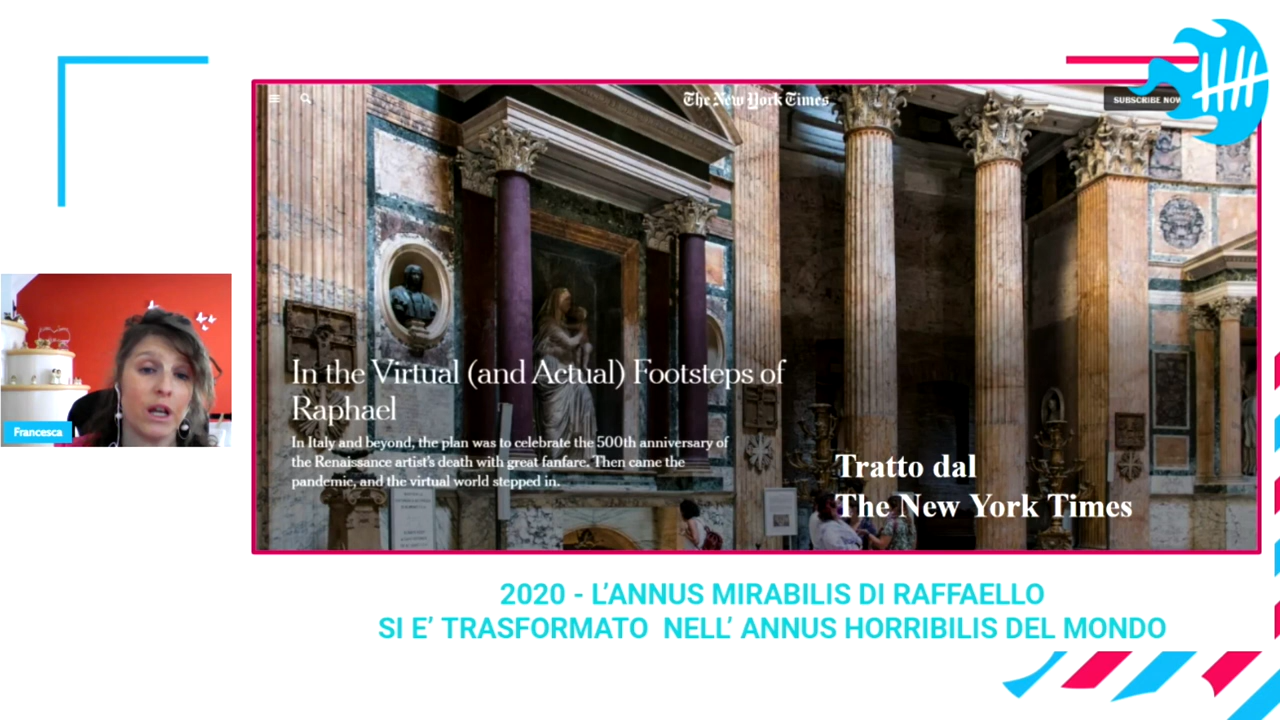 The New York Times
SUBSCRIBE NOW
In the Virtual (and Actual) Footsteps of
Raphael
In Italy and beyond, the plan was to celebrate the 500th anniversary of
the Renaissance artist's death with great fanfare. Then came the
pandemic, and the virtual world stepped in.
Tratto dal
The New York Times
Francesca
2020 - L’ANNUS MIRABILIS DI RAFFAELLO
SI E’ TRASFORMATO NELL’ ANNUS HORRIBILIS DEL MONDO